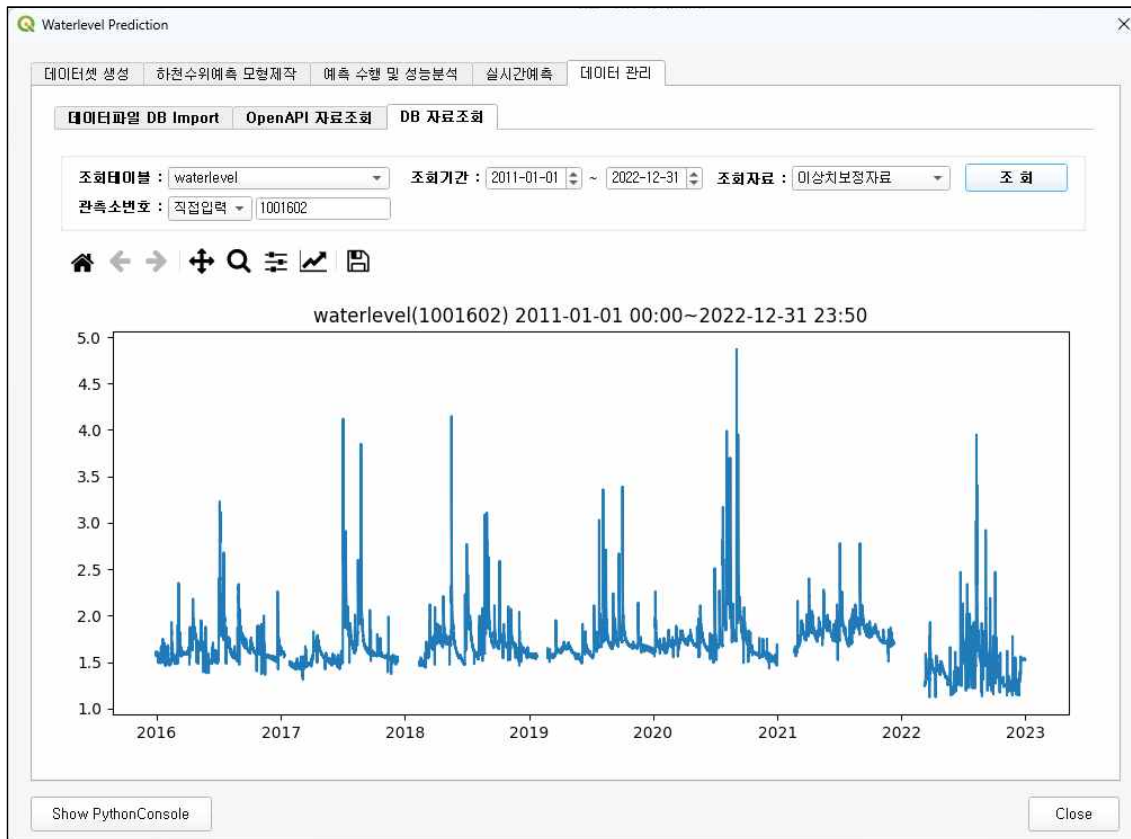 Waterlevel Prediction
데이터셋 생성 하천수위예측 모형제작 예측 수행 및 성능분석 실시간예측 데이터 관리
데이터파일 DB Import OpenAPI 자료조회 DB 자료조회
조회테이블 : waterlevel 조회기간 : 2011-01-01 ~ 2022-12-31 조회자료 : 이상치보정자료 조 회
관측소번호 : 직접입력 1001602
waterlevel(1001602) 2011-01-01 00:00~2022-12-31 23:50
5.0
4.5
4.0
3.5
3.0
2.5
2.0
1.5
1.0
2016 2017 2018 2019 2020 2021 2022 2023
Show PythonConsole Close